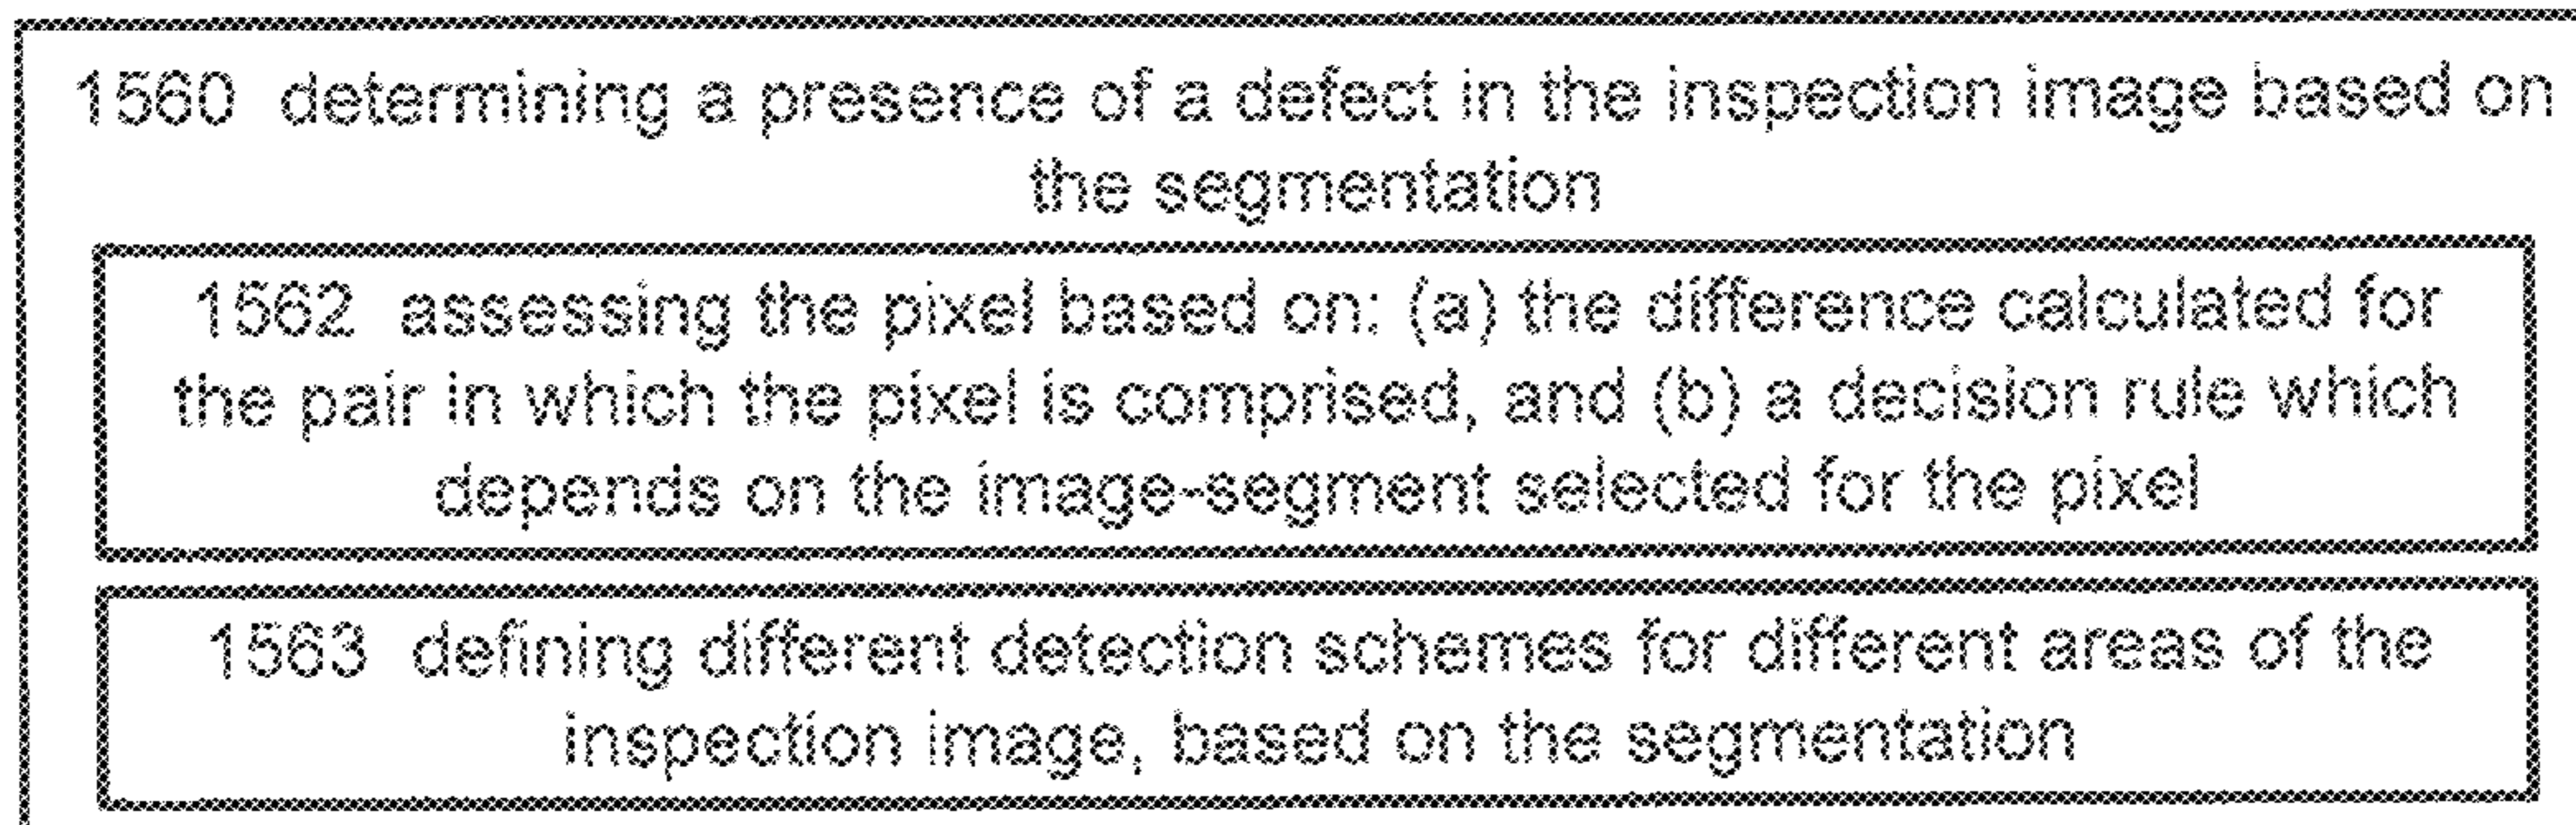 1560 determining a presence of a defect in the inspection image based on
the segmentation
1562 assessing the pixel based on: (a) the difference calculated for
the pair in which the pixel is comprised, and (b) a decision rule which
depends on the image-segment selected for the pixel
1563 defining different detection schemes for different areas of the
inspection image, based on the segmentation